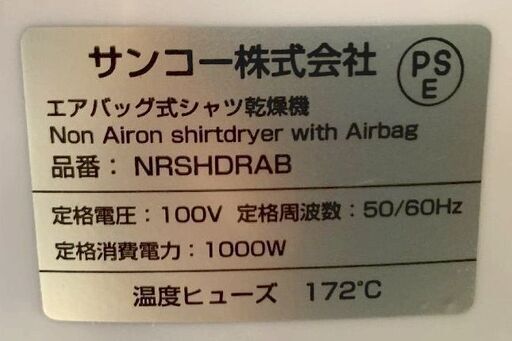 サンコー株式会社
PS
E
エアバッグ式シャツ乾燥機
Non Airon shirtdryer with Airbag
品番：NRSHDRAB
定格電圧：100V 定格周波数：50/60Hz
定格消費電力：1000W
温度ヒューズ 172℃